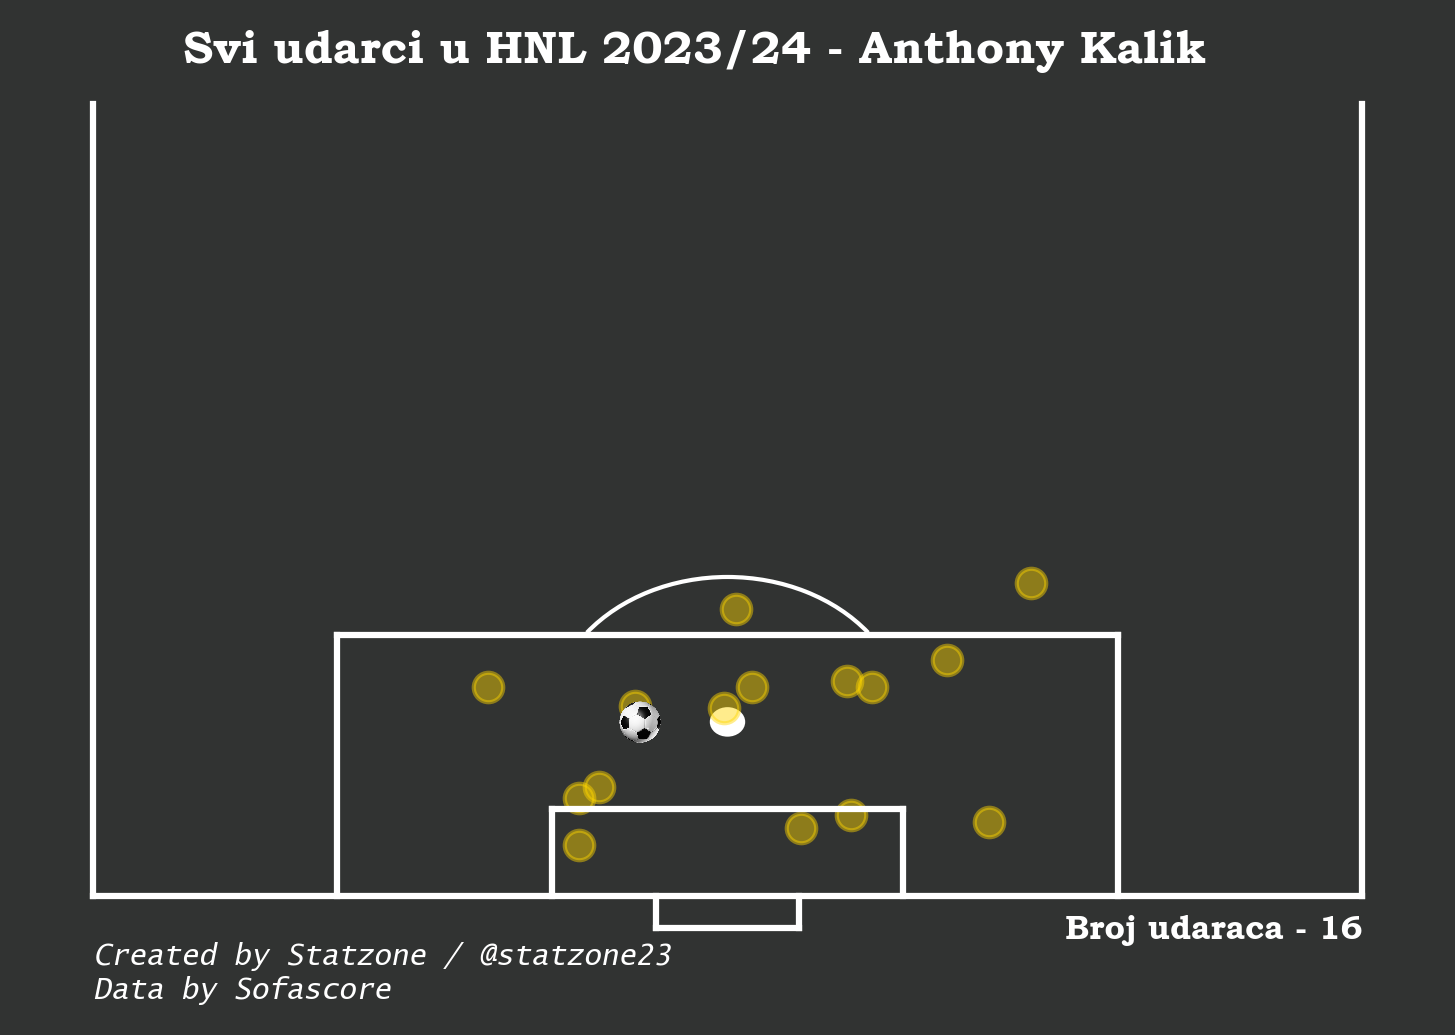 Svi udarci u HNL 2023/24 - Anthony Kalik
Broj udaraca - 16
Created by Statzone / @statzone23
Data by Sofascore